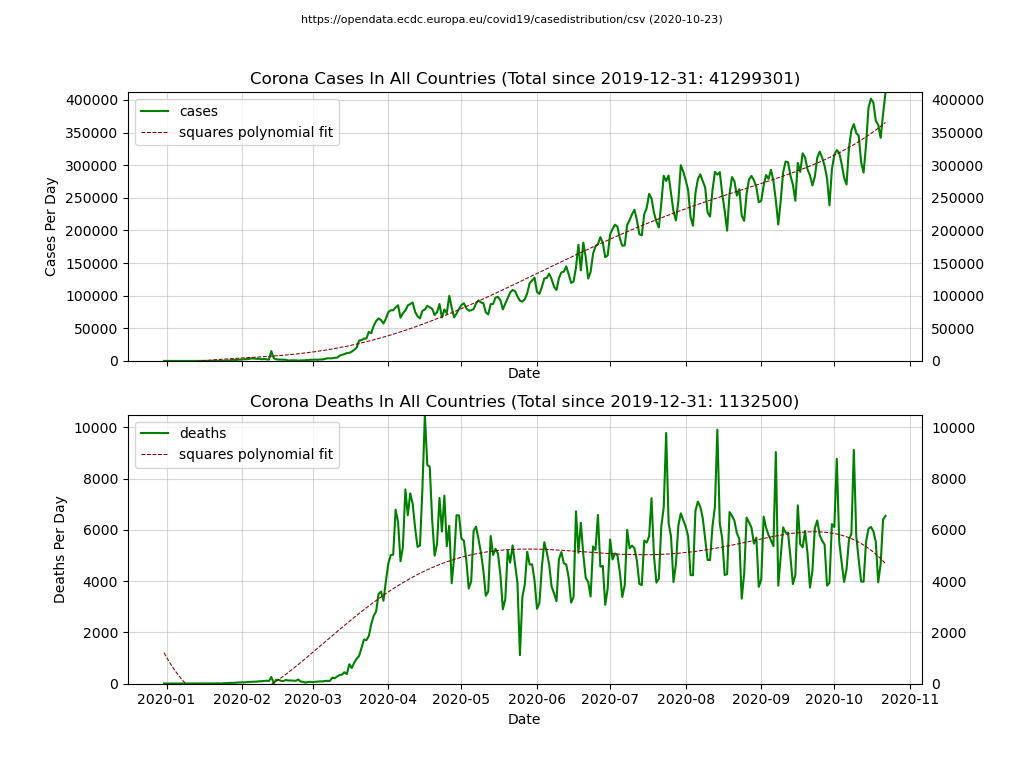 https://opendata.ecdc.europa.eu/covid19/casedistribution/csv (2020-10-23)
Corona Cases In All Countries (Total since 2019-12-31: 41299301)
cases
squares polynomial fit
Cases Per Day
400000 400000
350000 350000
300000 300000
250000 250000
200000 200000
150000 150000
100000 100000
50000 50000
0 0
Date
Corona Deaths In All Countries (Total since 2019-12-31: 1132500)
deaths
squares polynomial fit
Deaths Per Day
10000 10000
8000 8000
6000 6000
4000 4000
2000 2000
0 0
2020-01 2020-02 2020-03 2020-04 2020-05 2020-06 2020-07 2020-08 2020-09 2020-10 2020-11
Date